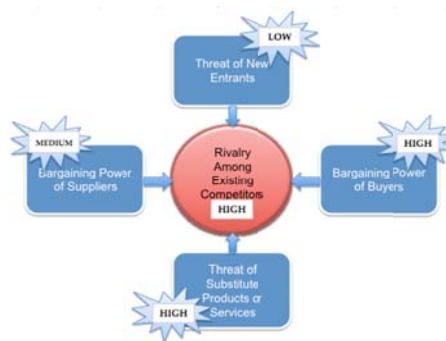 LOW
Threat of New
Entrants
MEDIUM
Bargaining Power
of Suppliers
Rivalry
Among
Existing
Competitors
HIGH
HIGH
Bargaining Power
of Buyers
Threat of
Substitute
Products or
Services
HIGH